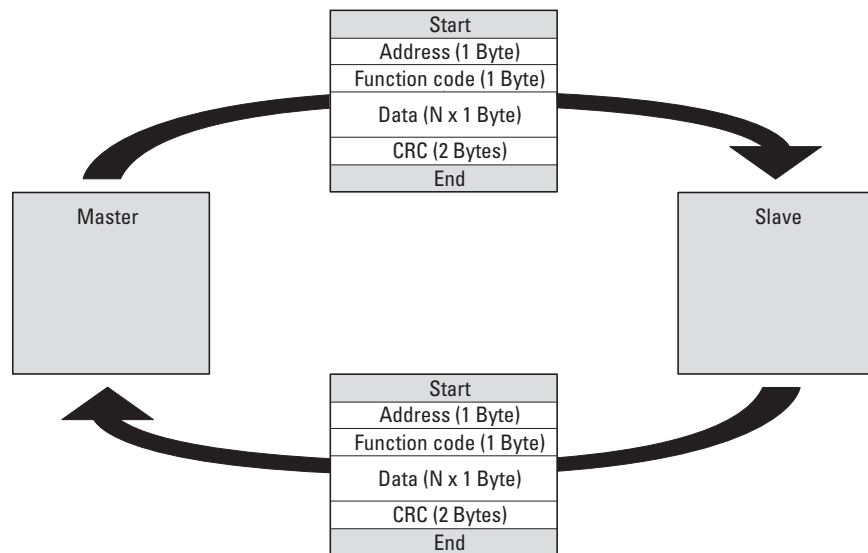 Start
Address (1 Byte)
Function code (1 Byte)
Data (N x 1 Byte)
CRC (2 Bytes)
End
Master
Slave
Start
Address (1 Byte)
Function code (1 Byte)
Data (N x 1 Byte)
CRC (2 Bytes)
End